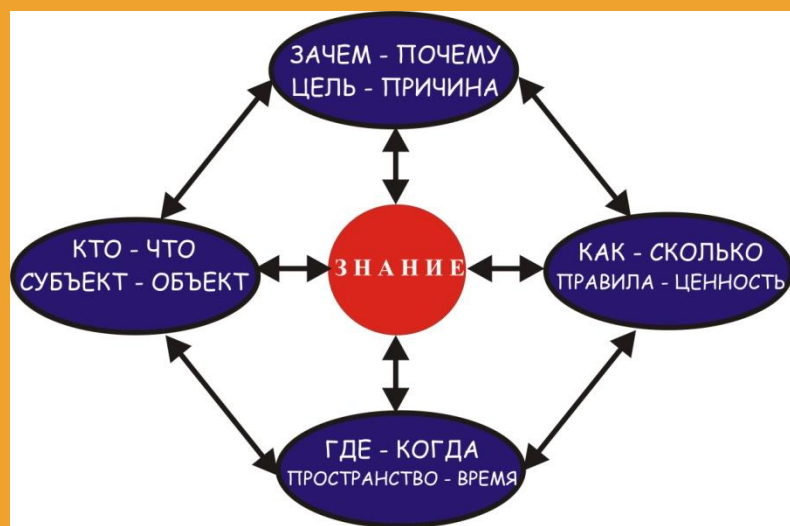 ЗАЧЕМ - ПОЧЕМУ
ЦЕЛЬ - ПРИЧИНА
КТО - ЧТО
СУБЪЕКТ - ОБЪЕКТ
ЗНАНИЕ
КАК - СКОЛЬКО
ПРАВИЛА - ЦЕННОСТЬ
ГДЕ - КОГДА
ПРОСТРАНСТВО - ВРЕМЯ